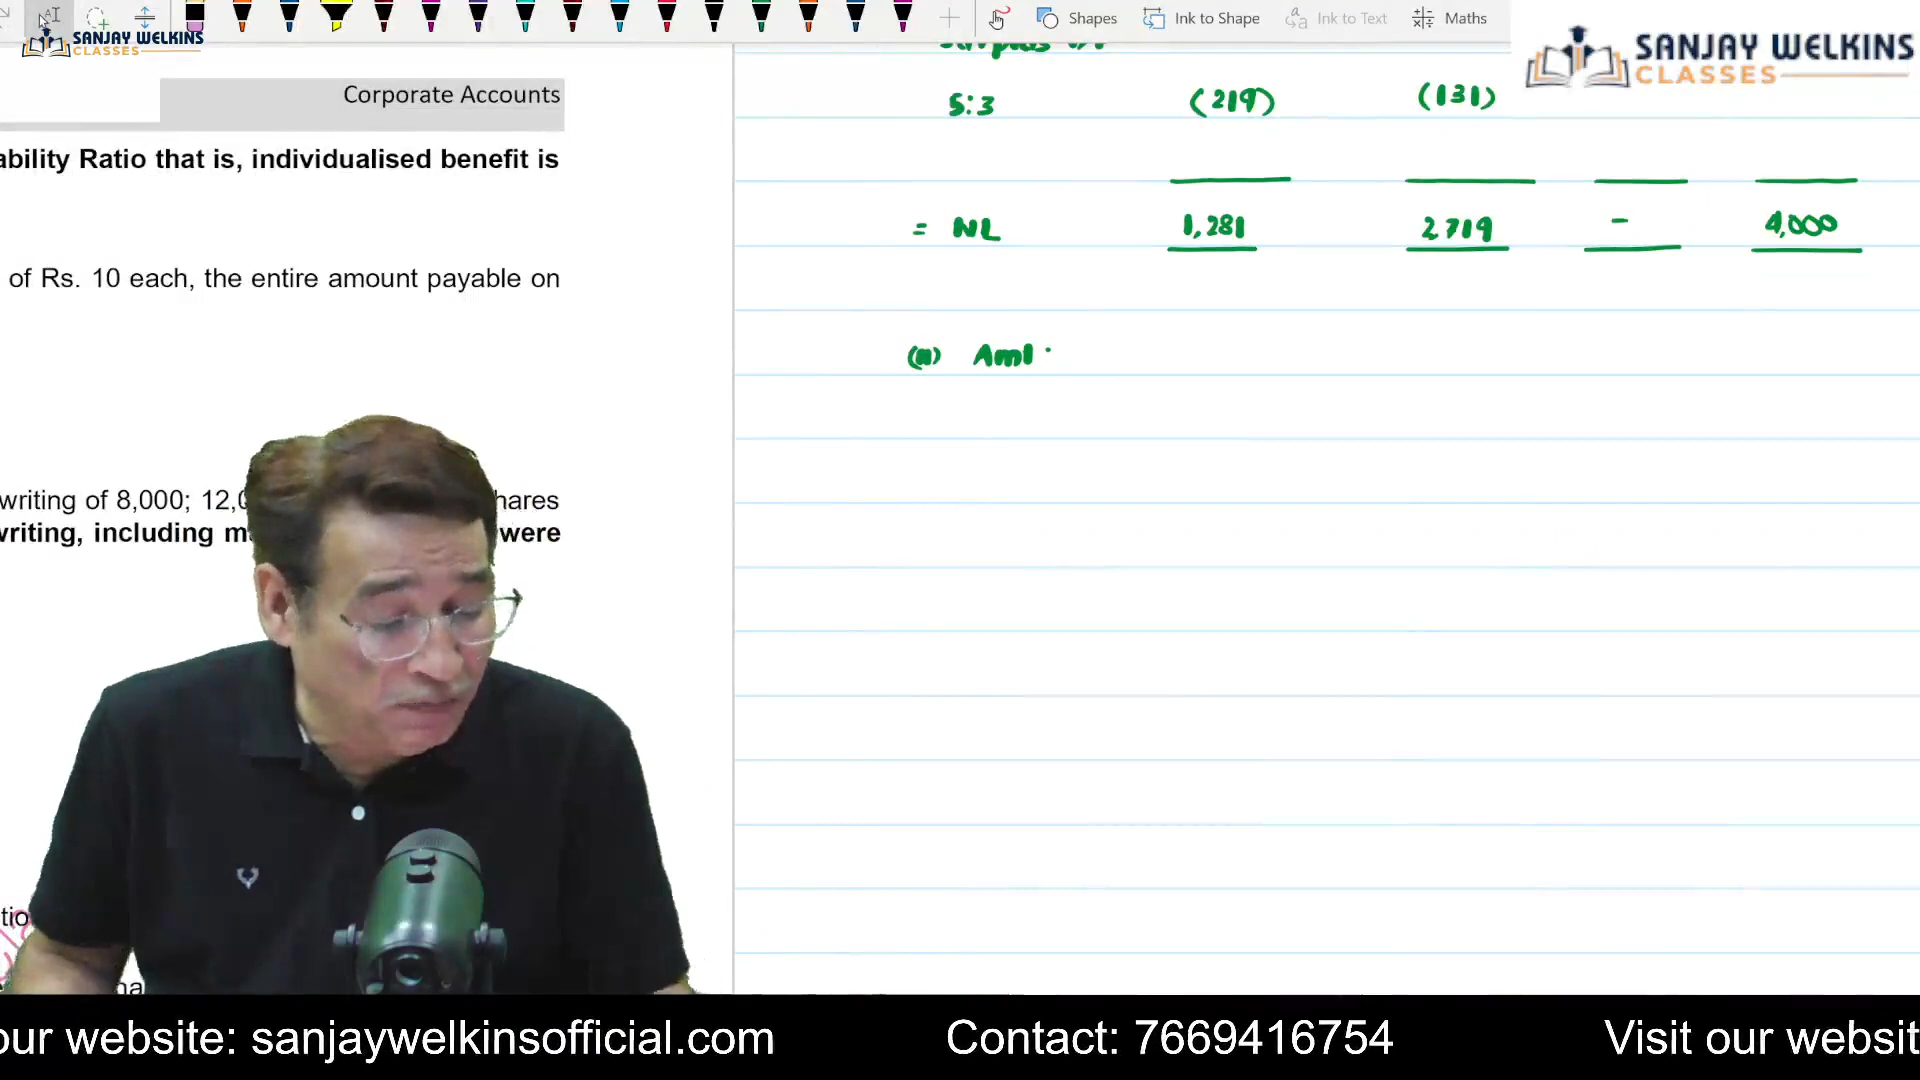 Shapes
Ink to Shape
Ink to Text
Maths
SANJAY WELKINS
CLASSES
SANJAY WELKINS
CLASSES
Corporate Accounts
ability Ratio that is, individualised benefit is
of Rs. 10 each, the entire amount payable on
writing of 8,000; 12,0
hares
writing, including m
were
tio
5:3 (219) (131)
= NL 1,281 2719 - 4,000
Amt
our website: sanjaywelkinsofficial.com
Contact: 7669416754
Visit our websit